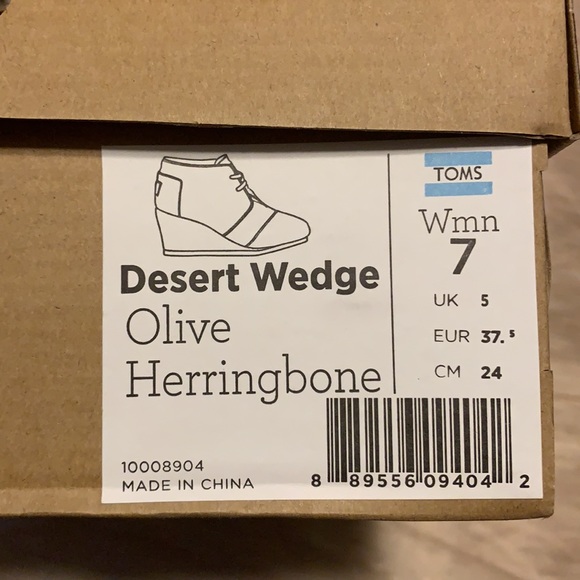 Desert Wedge
Olive
Herringbone
10008904
MADE IN CHINA
TOMS
Wmn
7
UK 5
EUR 37.⁵
CM 24
8 89556 09404 2